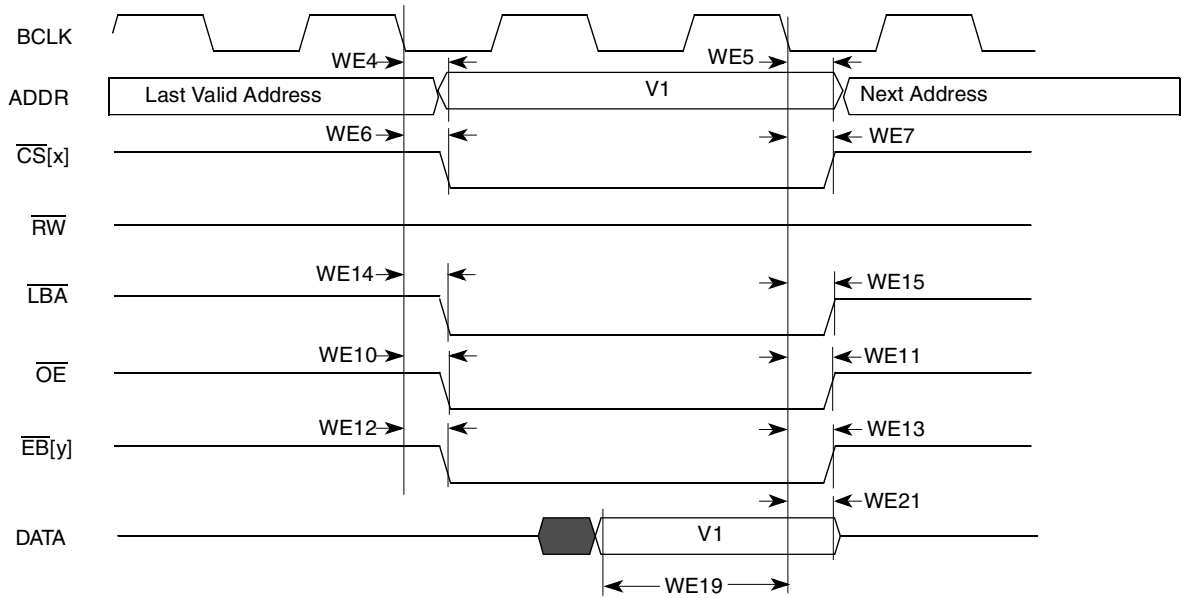 BCLK
WE4
WE5
ADDR
Last Valid Address
V1
Next Address
WE6
WE7
CS[x]
RW
WE14
WE15
LBA
WE10
WE11
OE
WE12
WE13
EB[y]
WE21
DATA
V1
WE19